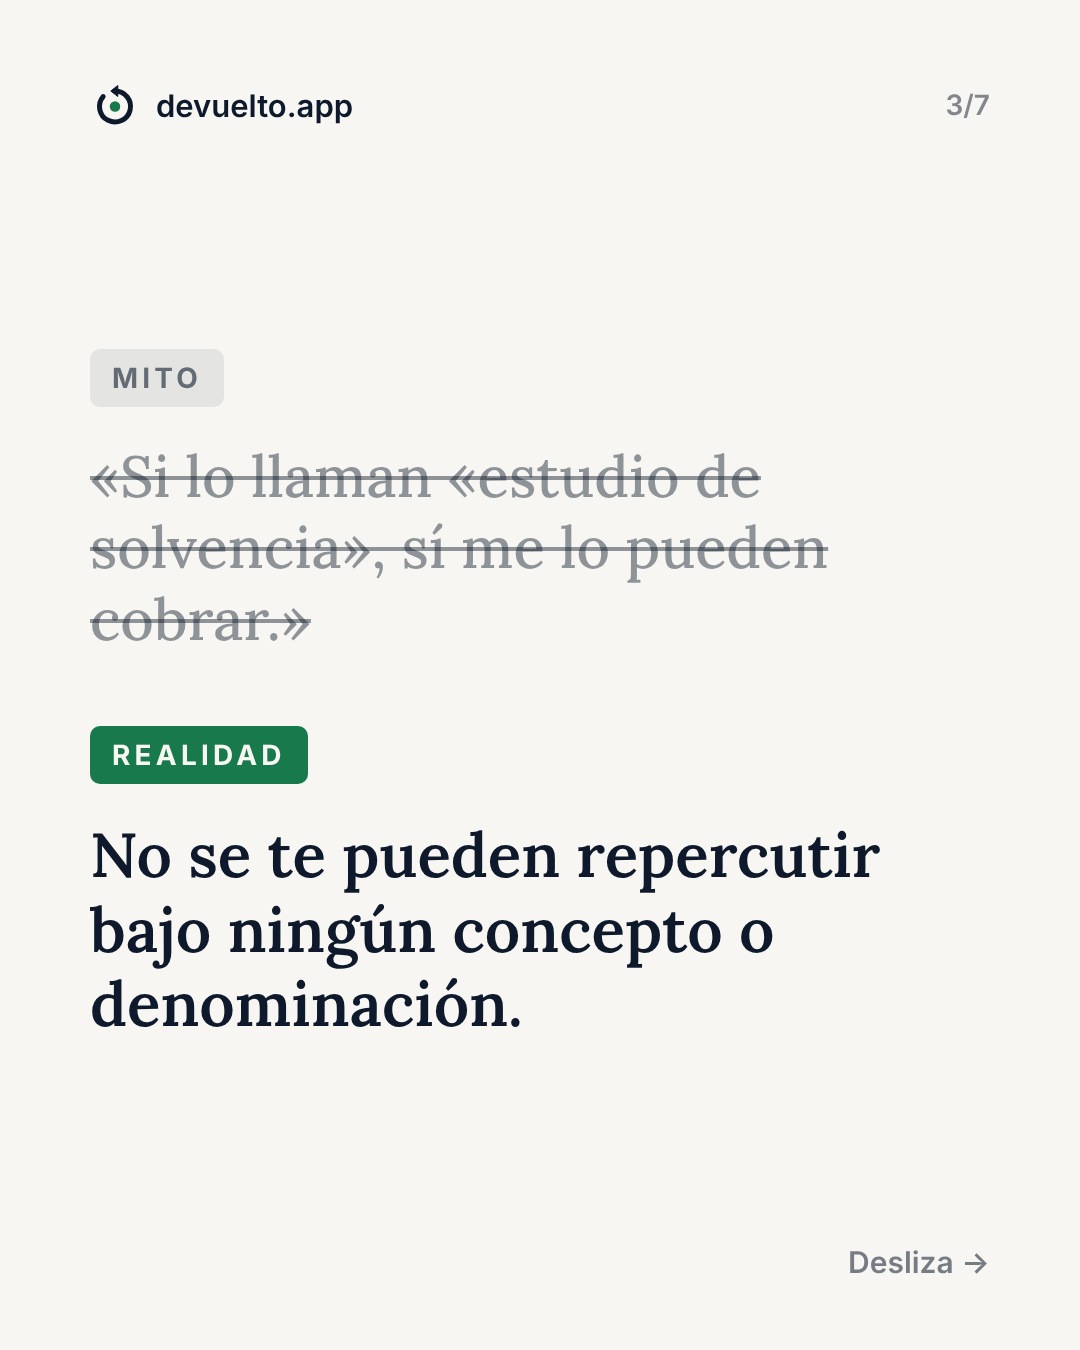 devuelto.app
3/7
MITO
«Si lo llaman «estudio de
solvencia», sí me lo pueden
cobrar.»
REALIDAD
No se te pueden repercutir
bajo ningún concepto o
denominación.
Desliza →